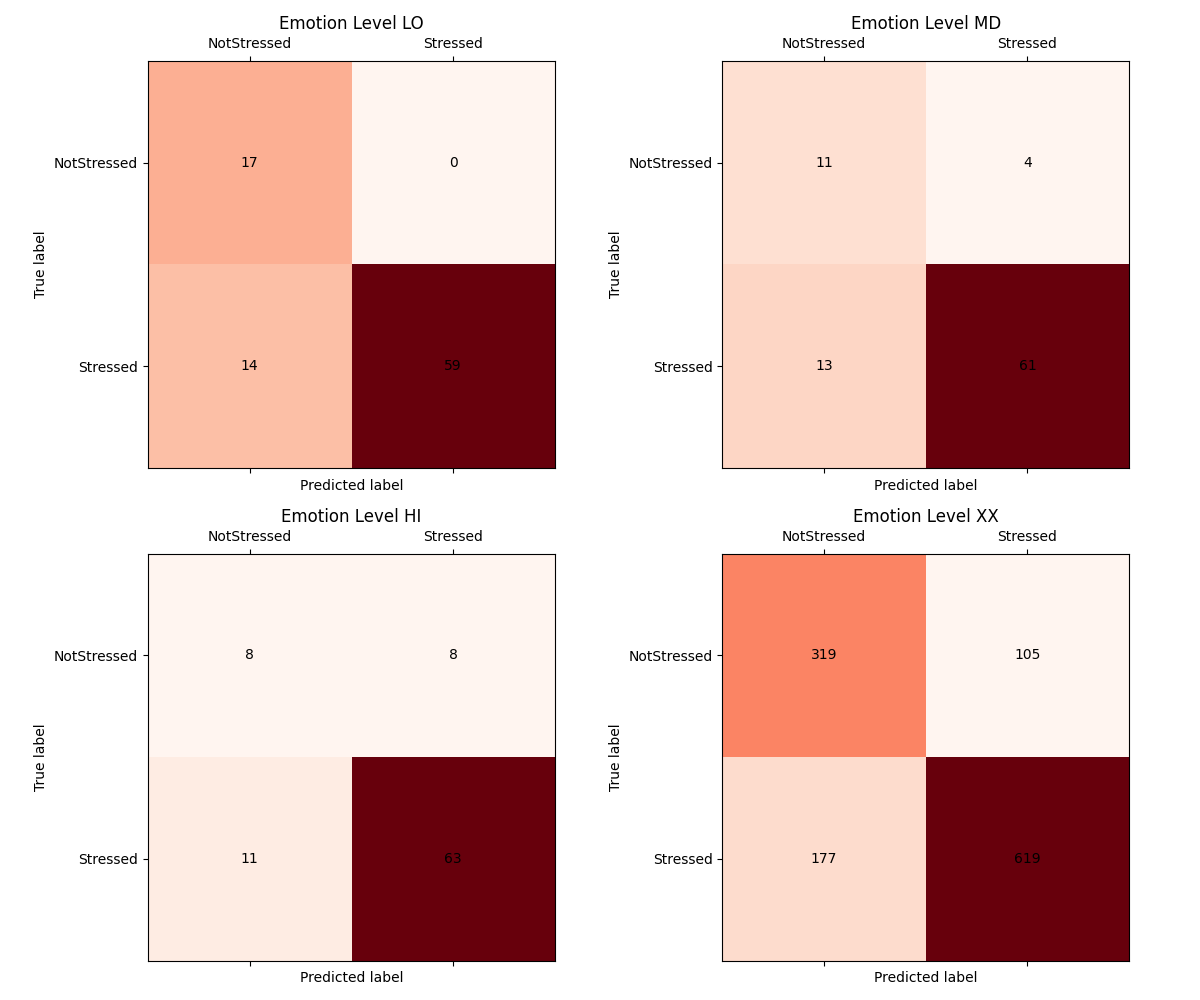 Emotion Level LO
NotStressed Stressed
NotStressed
17 0
True label
Stressed
14 59
Predicted label
Emotion Level MD
NotStressed Stressed
NotStressed
11 4
True label
Stressed
13 61
Predicted label
Emotion Level HI
NotStressed Stressed
NotStressed
8 8
True label
Stressed
11 63
Predicted label
Emotion Level XX
NotStressed Stressed
NotStressed
319 105
True label
Stressed
177 619
Predicted label